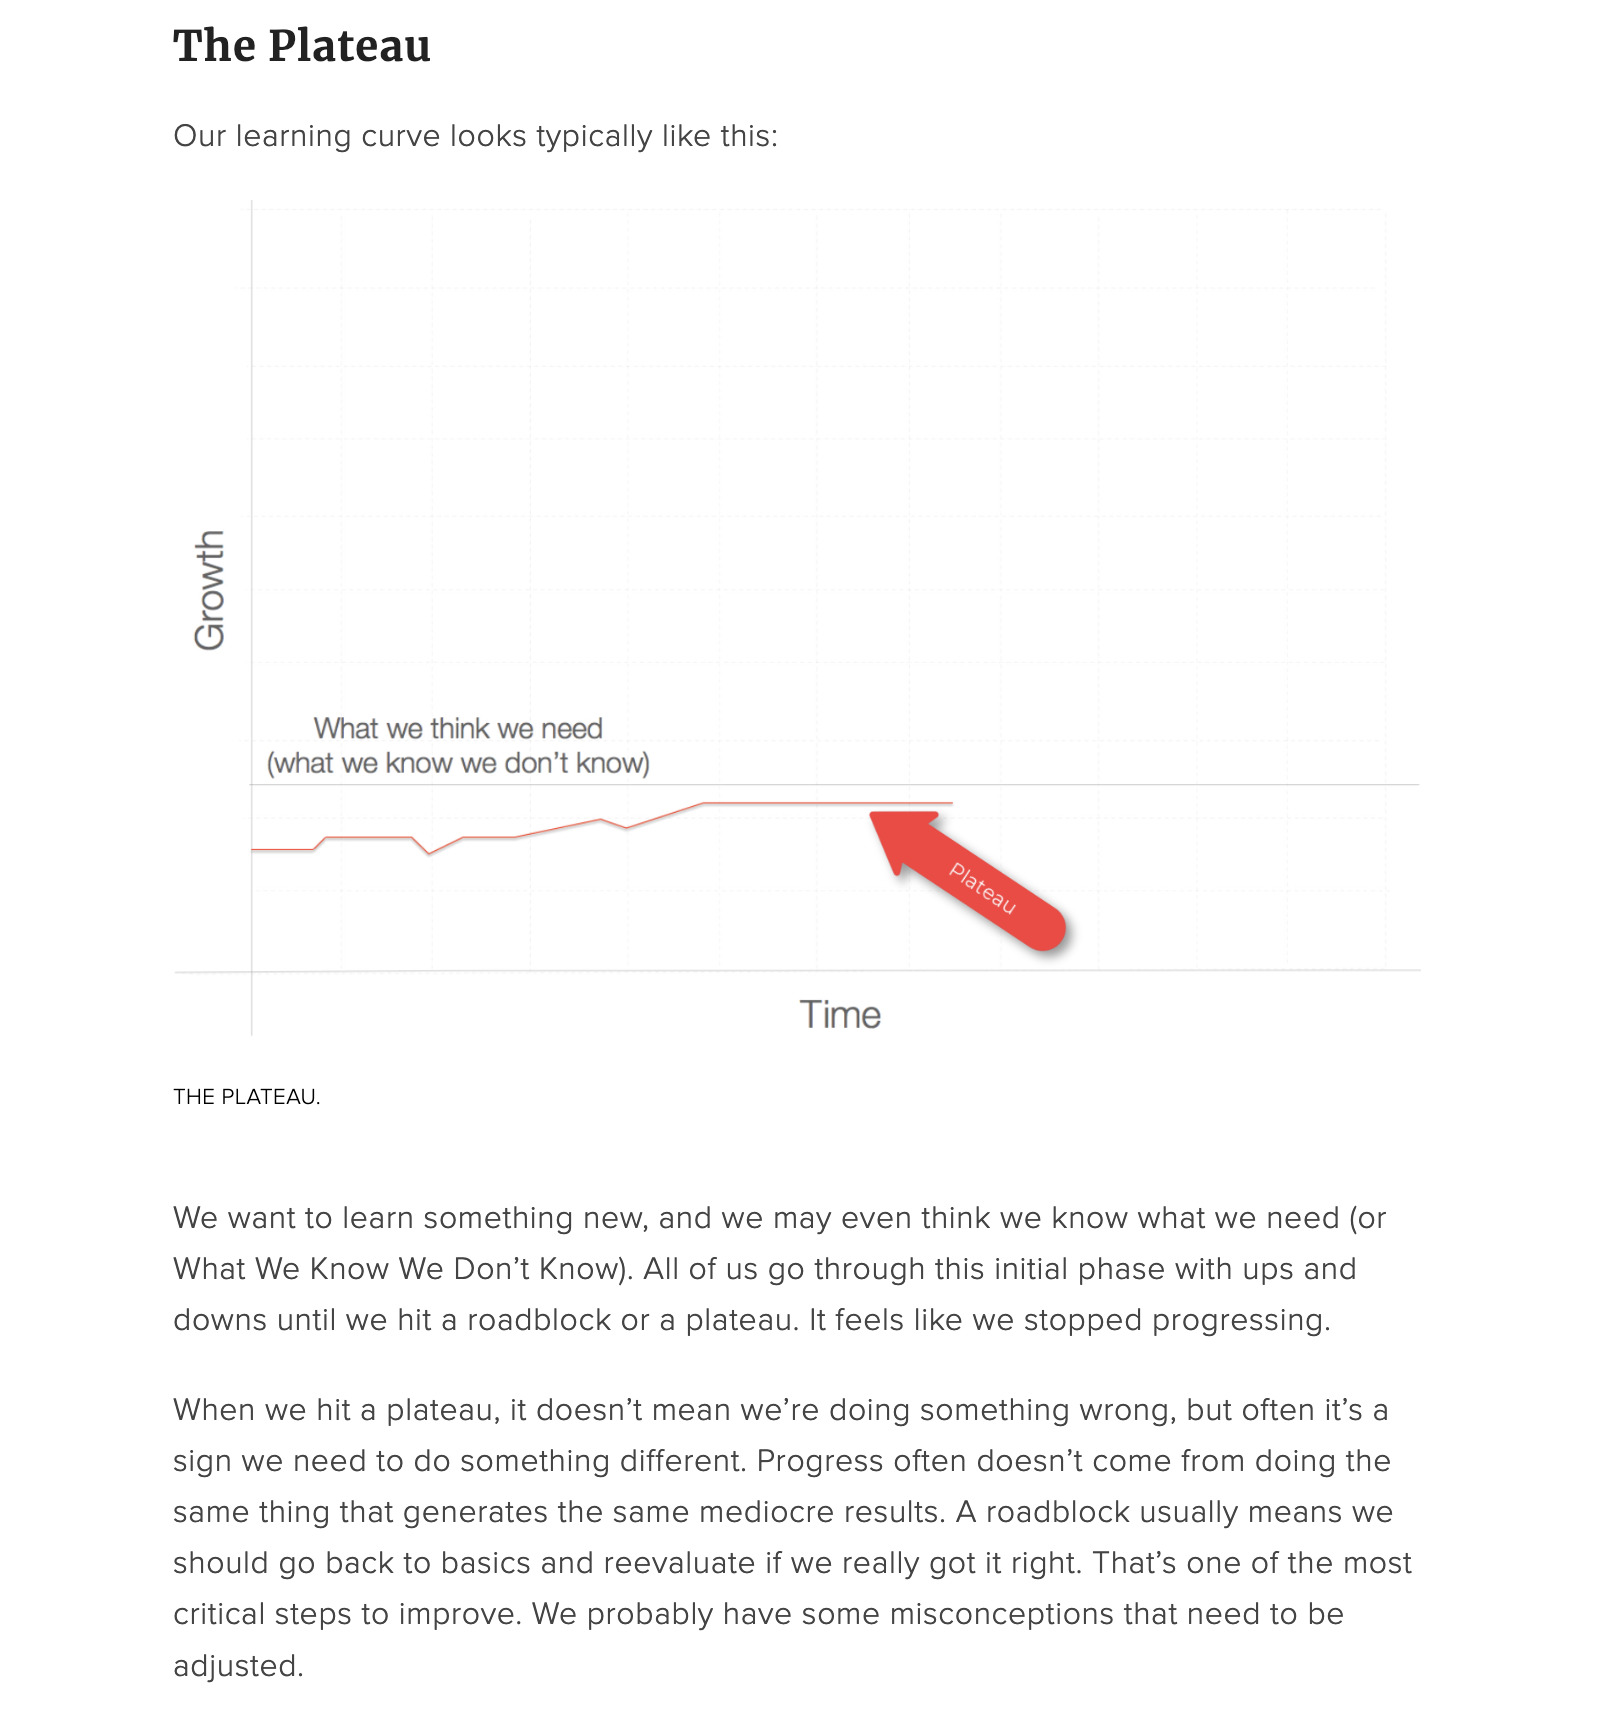 The Plateau
Our learning curve looks typically like this:
Growth
What we think we need
(what we know we don’t know)
Plateau
Time
THE PLATEAU.
We want to learn something new, and we may even think we know what we need (or
What We Know We Don’t Know). All of us go through this initial phase with ups and
downs until we hit a roadblock or a plateau. It feels like we stopped progressing.
When we hit a plateau, it doesn’t mean we’re doing something wrong, but often it’s a
sign we need to do something different. Progress often doesn’t come from doing the
same thing that generates the same mediocre results. A roadblock usually means we
should go back to basics and reevaluate if we really got it right. That’s one of the most
critical steps to improve. We probably have some misconceptions that need to be
adjusted.